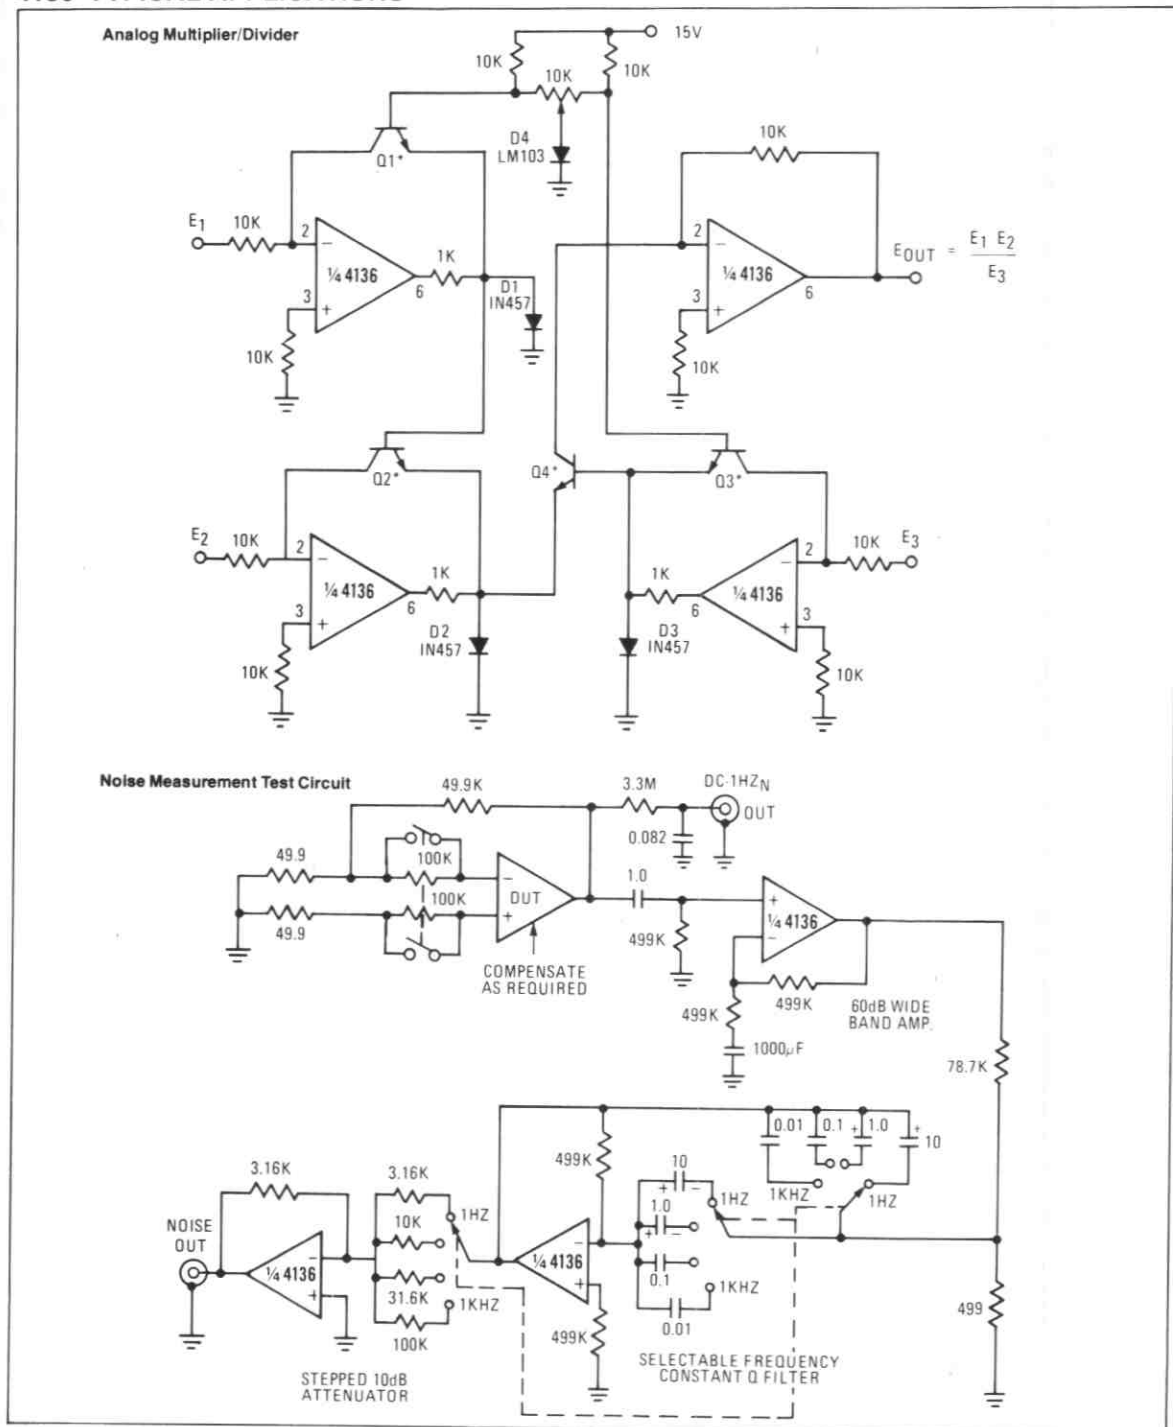 Analog Multiplier/Divider
15V
10K
10K
10K
D4
LM103
Q1*
10K
E1
10K
2
−
¼ 4136
3
+
6
1K
D1
IN457
10K
2
−
¼ 4136
3
+
6
10K
EOUT = E1 E2 / E3
Q2*
Q4*
Q3*
E2
10K
2
−
¼ 4136
3
+
6
1K
D2
IN457
10K
1K
D3
IN457
6
¼ 4136
2
−
3
+
10K
E3
10K
Noise Measurement Test Circuit
49.9K
3.3M
DC-1HZN
OUT
0.082
49.9
100K
100K
49.9
−
DUT
+
COMPENSATE
AS REQUIRED
1.0
499K
+
¼ 4136
−
499K
499K
1000µF
60dB WIDE
BAND AMP.
78.7K
0.01
0.1
+ 1.0
+
10
1KHZ
1HZ
499K
10
+ −
1HZ
1.0
+ −
0.1
1KHZ
0.01
−
¼ 4136
+
499K
499
3.16K
NOISE
OUT
−
¼ 4136
+
3.16K
1HZ
10K
31.6K
1KHZ
100K
STEPPED 10dB
ATTENUATOR
SELECTABLE FREQUENCY
CONSTANT Q FILTER